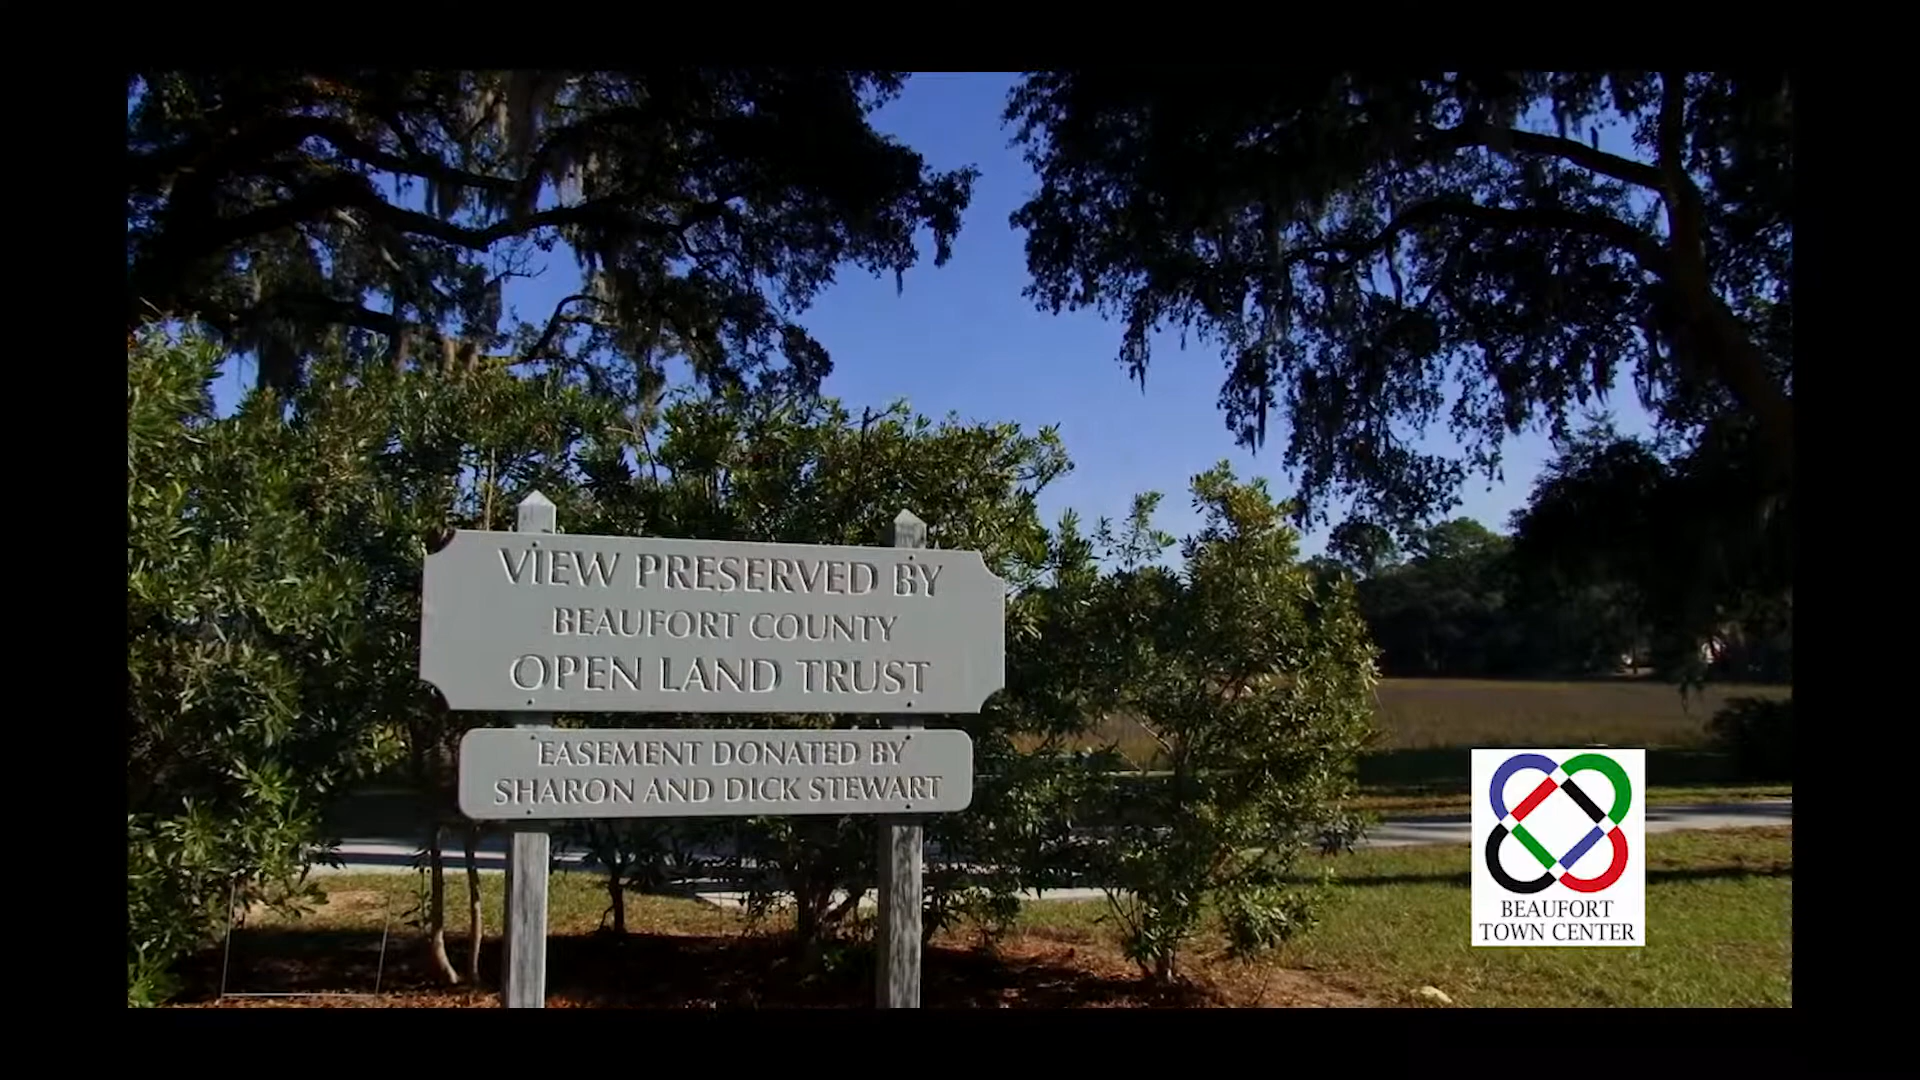 VIEW PRESERVED BY
BEAUFORT COUNTY
OPEN LAND TRUST
EASEMENT DONATED BY
SHARON AND DICK STEWART
BEAUFORT
TOWN CENTER